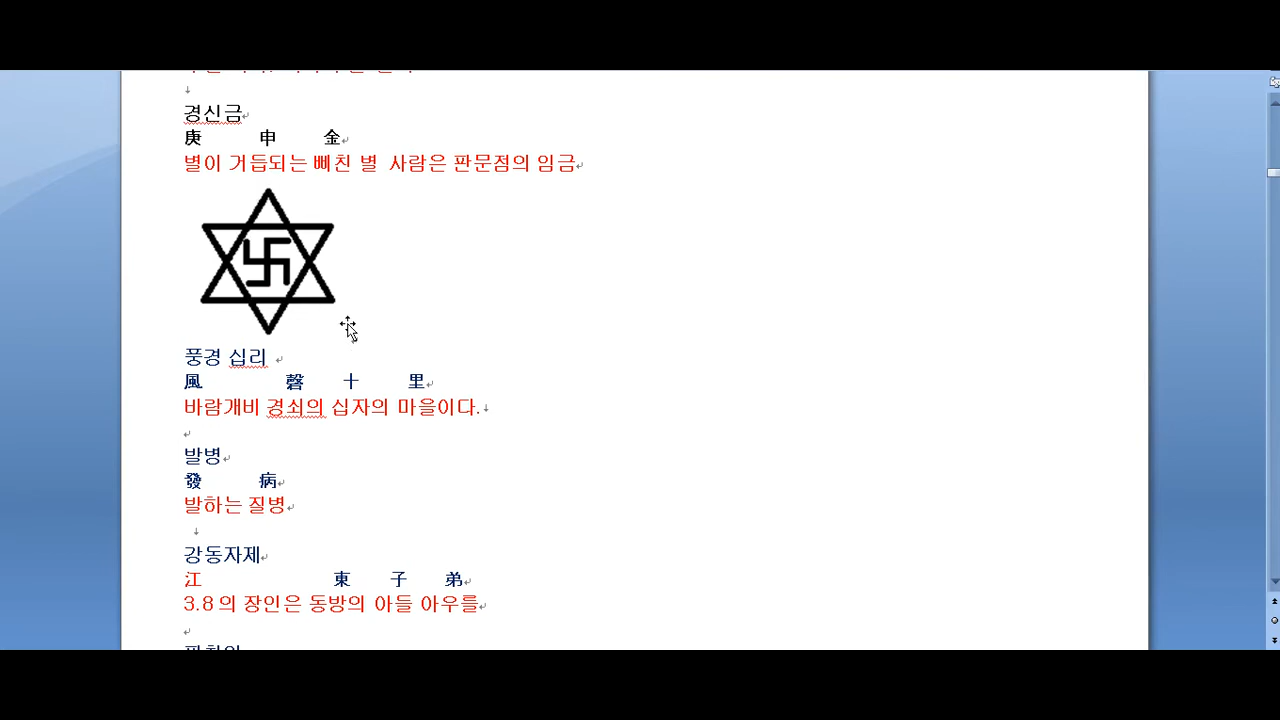 경신금
庚 申 金
별이 거듭되는 삐친 별 사람은 판문점의 임금
풍경 십리
風 磬 十 里
바람개비 경쇠의 십자의 마을이다.
발병
發 病
발하는 질병
강동자제
江 東 子 弟
3.8의 장인은 동방의 아들 아우를